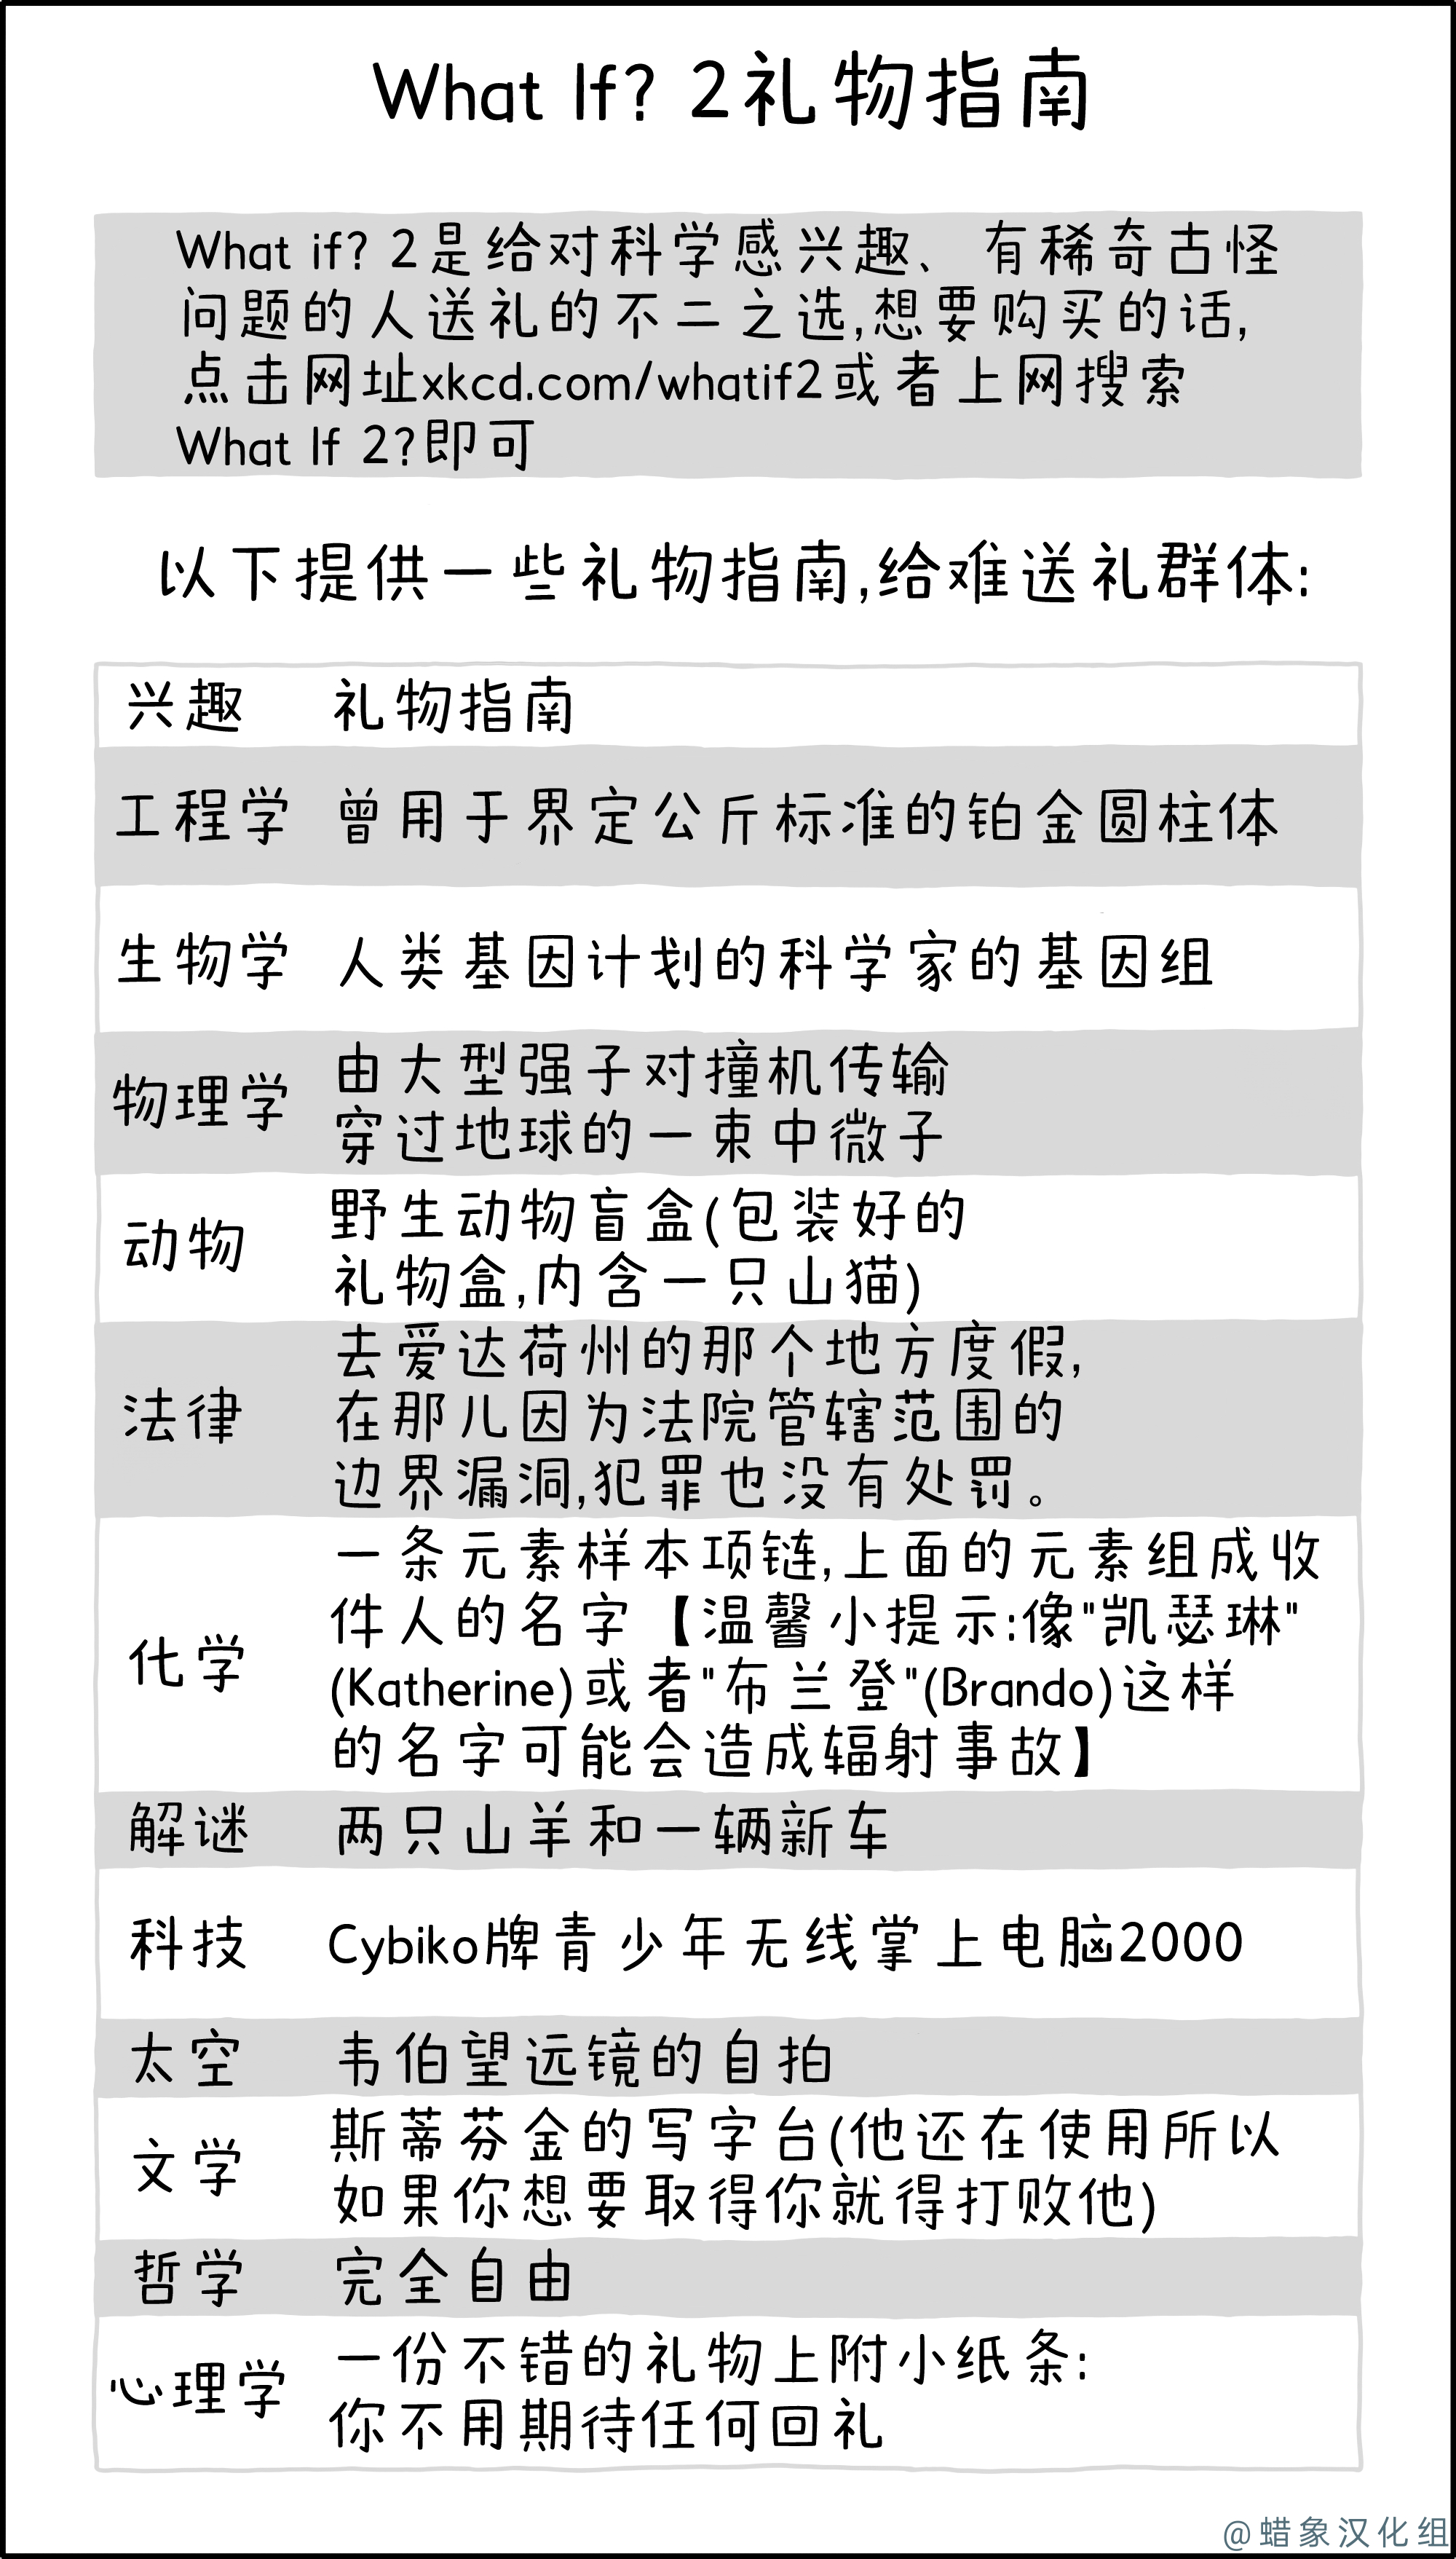 What If? 2礼物指南
What if? 2是给对科学感兴趣、有稀奇古怪
问题的人送礼的不二之选,想要购买的话,
点击网址xkcd.com/whatif2或者上网搜索
What If 2?即可
以下提供一些礼物指南,给难送礼群体:
兴趣 礼物指南
工程学 曾用于界定公斤标准的铂金圆柱体
生物学 人类基因计划的科学家的基因组
物理学 由大型强子对撞机传输
穿过地球的一束中微子
动物 野生动物盲盒(包装好的
礼物盒,内含一只山猫)
法律 去爱达荷州的那个地方度假,
在那儿因为法院管辖范围的
边界漏洞,犯罪也没有处罚。
化学 一条元素样本项链,上面的元素组成收
件人的名字【温馨小提示:像"凯瑟琳"
(Katherine)或者"布兰登"(Brando)这样
的名字可能会造成辐射事故】
解谜 两只山羊和一辆新车
科技 Cybiko牌青少年无线掌上电脑2000
太空 韦伯望远镜的自拍
文学 斯蒂芬金的写字台(他还在使用所以
如果你想要取得你就得打败他)
哲学 完全自由
心理学 一份不错的礼物上附小纸条:
你不用期待任何回礼
@蜡象汉化组